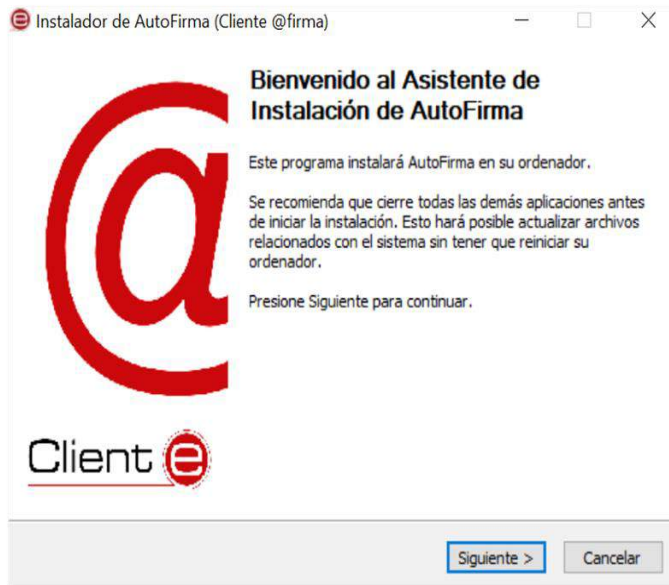 Instalador de AutoFirma (Cliente @firma)
Bienvenido al Asistente de
Instalación de AutoFirma
Este programa instalará AutoFirma en su ordenador.
Se recomienda que cierre todas las demás aplicaciones antes
de iniciar la instalación. Esto hará posible actualizar archivos
relacionados con el sistema sin tener que reiniciar su
ordenador.
Presione Siguiente para continuar.
@
Client e
Siguiente >
Cancelar